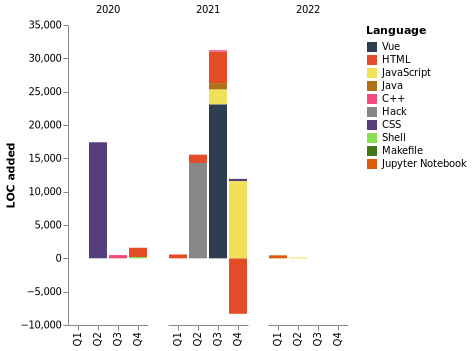 2020
2021
2022
35,000
30,000
25,000
20,000
15,000
10,000
5,000
0
−5,000
−10,000
LOC added
Q1
Q2
Q3
Q4
Q1
Q2
Q3
Q4
Q1
Q2
Q3
Q4
Language
Vue
HTML
JavaScript
Java
C++
Hack
CSS
Shell
Makefile
Jupyter Notebook